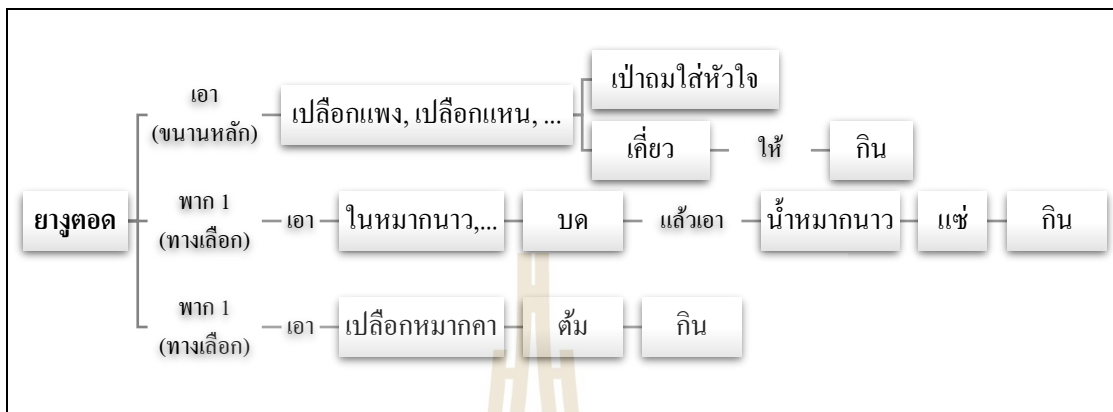 เป่าถมใส่หัวใจ
เอา
(ขนานหลัก)
เปลือกแพง, เปลือกแหน, ...
เคี่ยว ให้ กิน
ยางูตอด
พาก 1
(ทางเลือก)
เอา ในหมากนาว,... บด แล้วเอา น้ำหมากนาว แซ่ กิน
พาก 1
(ทางเลือก)
เอา เปลือกหมากคา ต้ม กิน